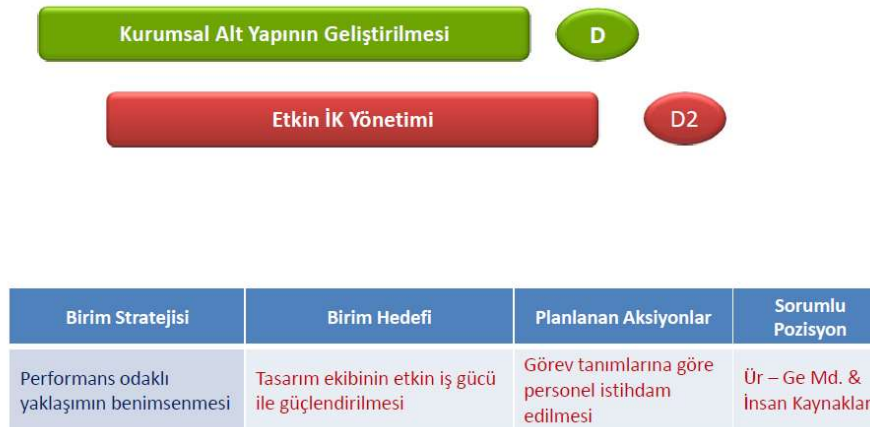 Kurumsal Alt Yapının Geliştirilmesi D
Etkin İK Yönetimi D2
Birim Stratejisi Birim Hedefi Planlanan Aksiyonlar Sorumlu
Pozisyon
Performans odaklı
yaklaşımın benimsenmesi
Tasarım ekibinin etkin iş gücü
ile güçlendirilmesi
Görev tanımlarına göre
personel istihdam
edilmesi
Ür – Ge Md. &
İnsan Kaynaklar